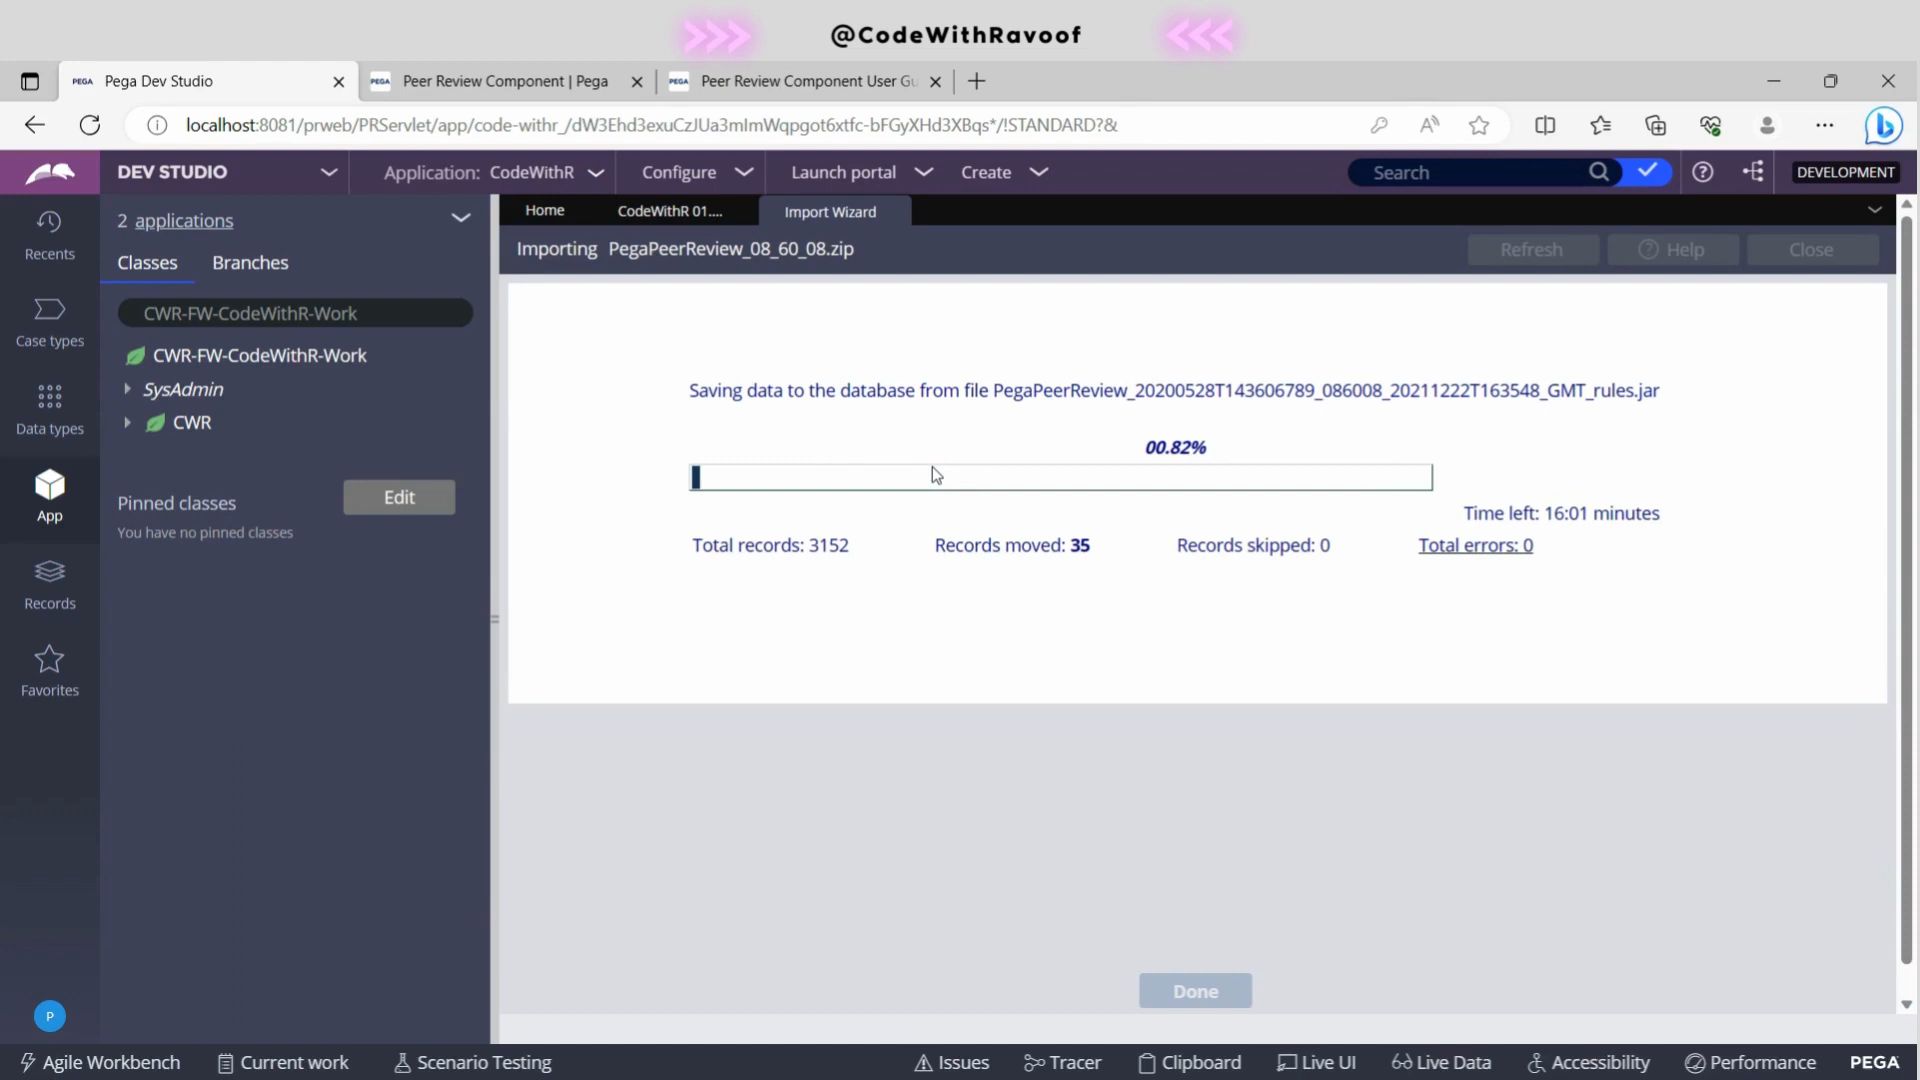 @CodeWithRavoof
PEGA Pega Dev Studio
PEGA Peer Review Component | Pega
PEGA Peer Review Component User Gu
localhost:8081/prweb/PRServlet/app/code-withr_/dW3Ehd3exuCzJUa3mImWqpgot6xtfc-bFGyXHd3XBqs*/!STANDARD?&
DEV STUDIO
Application: CodeWithR
Configure
Launch portal
Create
Search
DEVELOPMENT
Recents
Case types
Data types
App
Records
Favorites
P
2 applications
Classes
Branches
CWR-FW-CodeWithR-Work
CWR-FW-CodeWithR-Work
SysAdmin
CWR
Pinned classes
Edit
You have no pinned classes
Home
CodeWithR 01....
Import Wizard
Importing PegaPeerReview_08_60_08.zip
Refresh
Help
Close
Saving data to the database from file PegaPeerReview_20200528T143606789_086008_20211222T163548_GMT_rules.jar
00.82%
Time left: 16:01 minutes
Total records: 3152
Records moved: 35
Records skipped: 0
Total errors: 0
Done
Agile Workbench
Current work
Scenario Testing
Issues
Tracer
Clipboard
Live UI
Live Data
Accessibility
Performance
PEGA